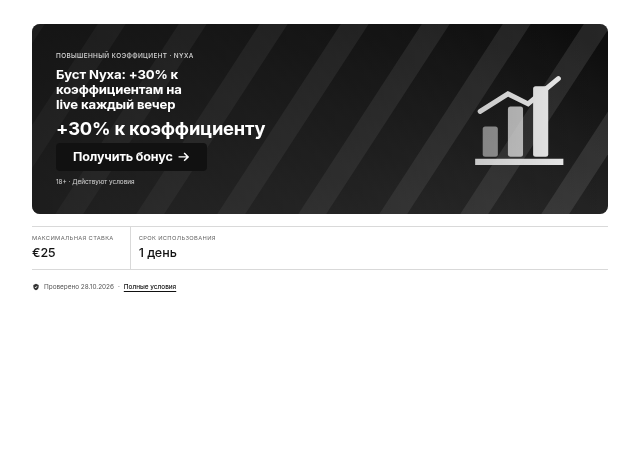 ПОВЫШЕННЫЙ КОЭФФИЦИЕНТ · NYXA
Буст Nyxa: +30% к
коэффициентам на
live каждый вечер
+30% к коэффициенту
Получить бонус →
18+ · Действуют условия
МАКСИМАЛЬНАЯ СТАВКА
€25
СРОК ИСПОЛЬЗОВАНИЯ
1 день
Проверено 28.10.2026 · Полные условия